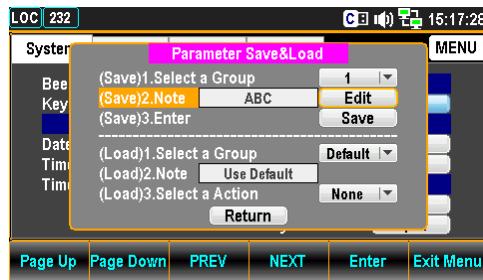 LOC 232 C 15:17:28
System MENU
Parameter Save&Load
(Save)1.Select a Group 1
(Save)2.Note ABC Edit
(Save)3.Enter Save
(Load)1.Select a Group Default
(Load)2.Note Use Default
(Load)3.Select a Action None
Return
Bee
Key
Date
Time
Time
Page Up Page Down PREV NEXT Enter Exit Menu